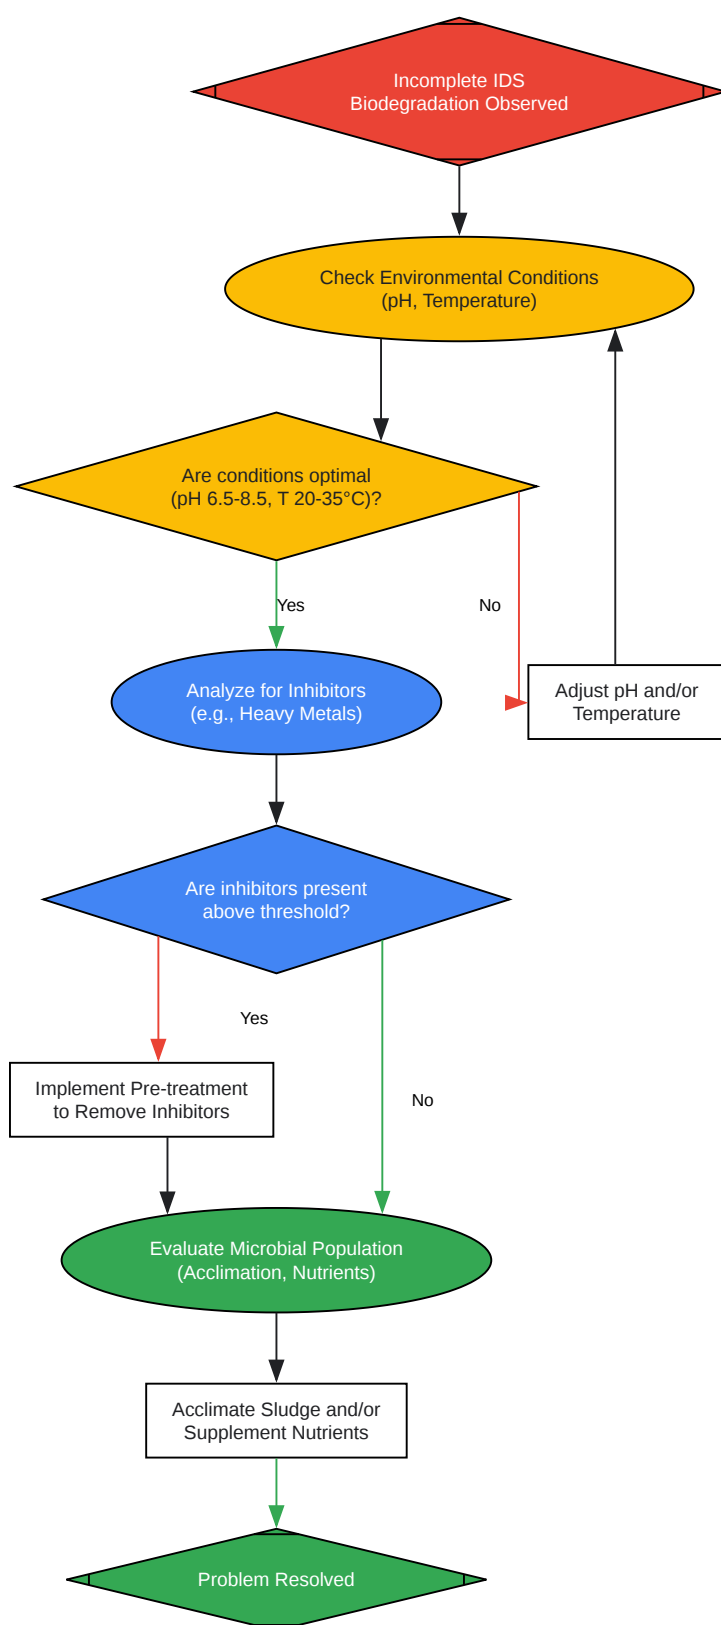 Incomplete IDS
Biodegradation Observed
Check Environmental Conditions
(pH, Temperature)
Are conditions optimal
(pH 6.5-8.5, T 20-35°C)?
Yes
No
Analyze for Inhibitors
(e.g., Heavy Metals)
Adjust pH and/or
Temperature
Are inhibitors present
above threshold?
Yes
Implement Pre-treatment
to Remove Inhibitors
No
Evaluate Microbial Population
(Acclimation, Nutrients)
Acclimate Sludge and/or
Supplement Nutrients
Problem Resolved